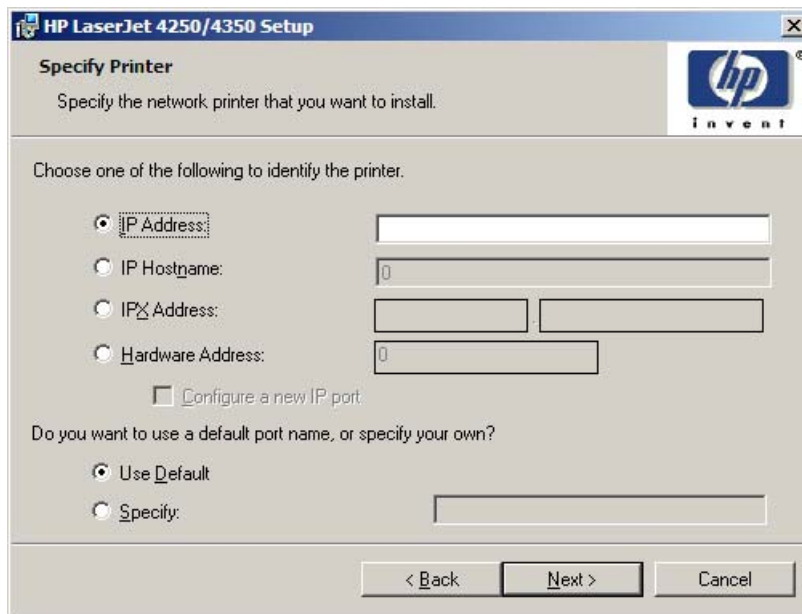 HP LaserJet 4250/4350 Setup
Specify Printer
Specify the network printer that you want to install.
hp
®
invent
Choose one of the following to identify the printer.
IP Address:
IP Hostname:
0
IPX Address:
.
Hardware Address:
0
Configure a new IP port
Do you want to use a default port name, or specify your own?
Use Default
Specify:
< Back
Next >
Cancel